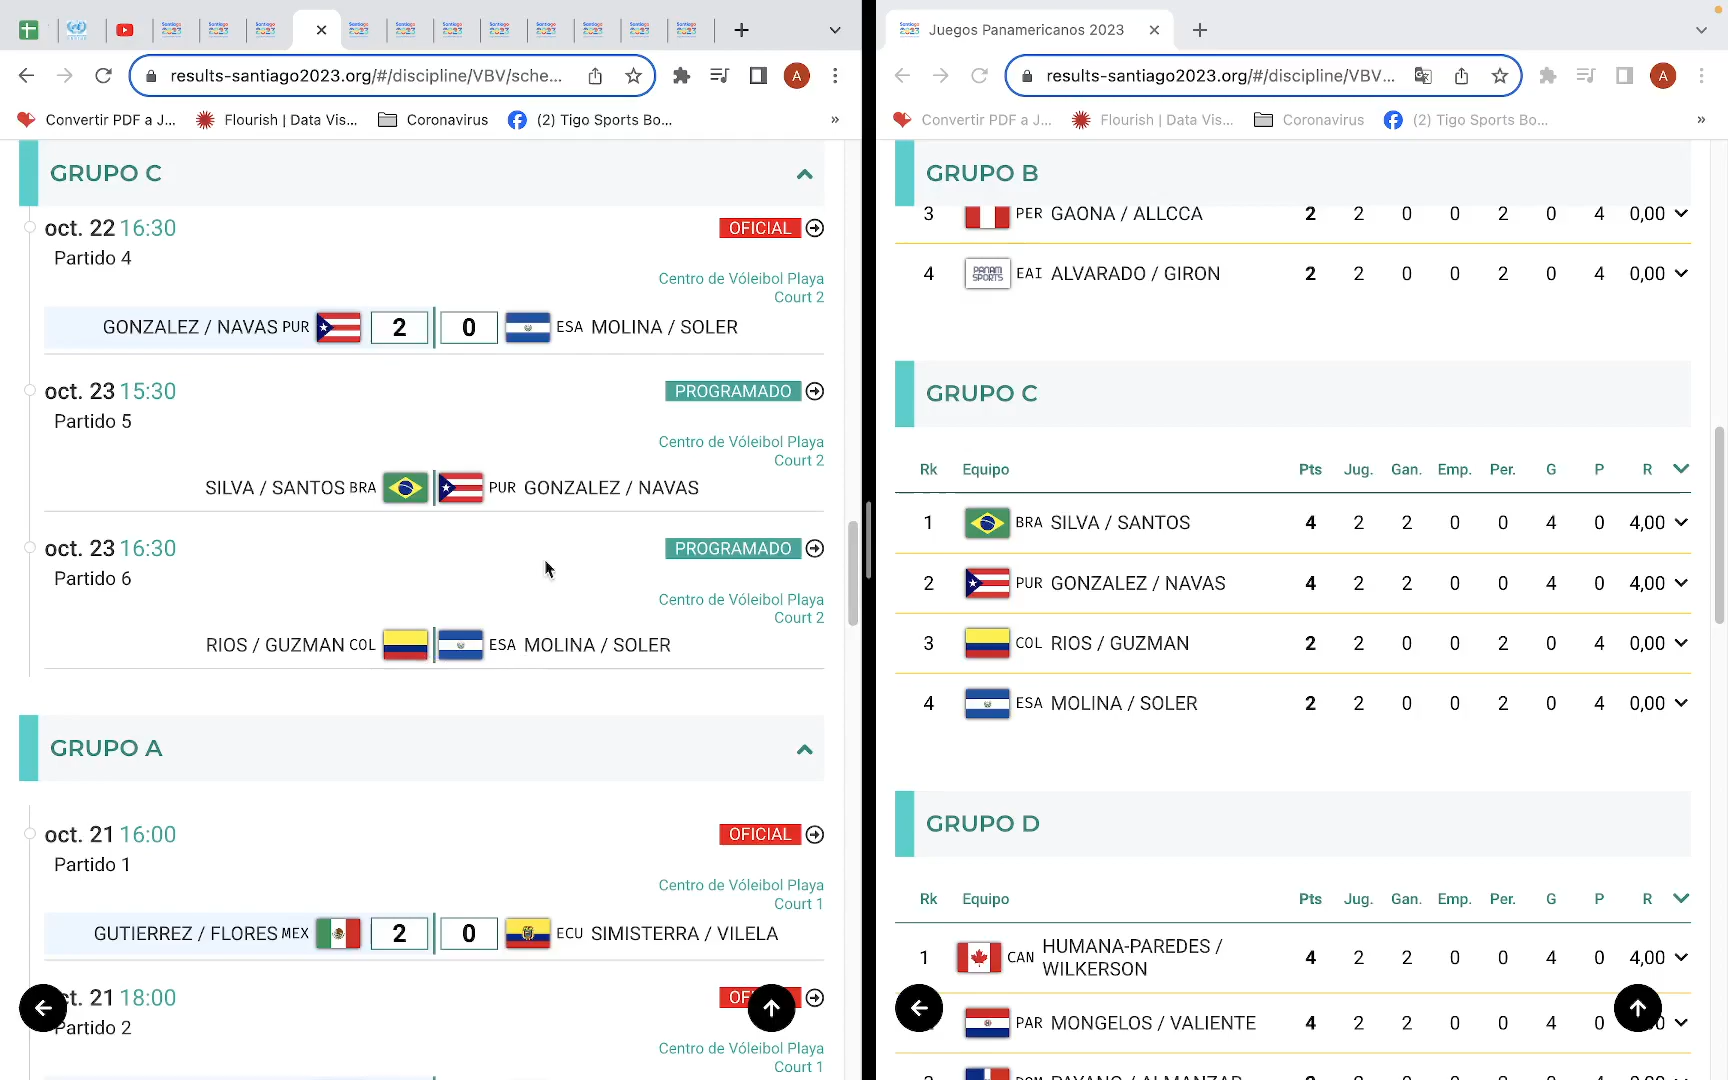 Juegos Panamericanos 2023
results-santiago2023.org/#/discipline/VBV/sche...
A
results-santiago2023.org/#/discipline/VBV...
A
Convertir PDF a J...
Flourish | Data Vis...
Coronavirus
(2) Tigo Sports Bo...
»
Convertir PDF a J...
Flourish | Data Vis...
Coronavirus
(2) Tigo Sports Bo...
»
GRUPO C
oct. 22 16:30
OFICIAL
Partido 4
Centro de Vóleibol Playa
Court 2
GONZALEZ / NAVAS PUR 2 0 ESA MOLINA / SOLER
oct. 23 15:30
PROGRAMADO
Partido 5
Centro de Vóleibol Playa
Court 2
SILVA / SANTOS BRA PUR GONZALEZ / NAVAS
oct. 23 16:30
PROGRAMADO
Partido 6
Centro de Vóleibol Playa
Court 2
RIOS / GUZMAN COL ESA MOLINA / SOLER
GRUPO A
oct. 21 16:00
OFICIAL
Partido 1
Centro de Vóleibol Playa
Court 1
GUTIERREZ / FLORES MEX 2 0 ECU SIMISTERRA / VILELA
21 18:00
Partido 2
Centro de Vóleibol Playa
Court 1
GRUPO B
3 PER GAONA / ALLCCA 2 2 0 0 2 0 4 0,00
4 PANAM SPORTS EAI ALVARADO / GIRON 2 2 0 0 2 0 4 0,00
GRUPO C
Rk Equipo Pts Jug. Gan. Emp. Per. G P R
1 BRA SILVA / SANTOS 4 2 2 0 0 4 0 4,00
2 PUR GONZALEZ / NAVAS 4 2 2 0 0 4 0 4,00
3 COL RIOS / GUZMAN 2 2 0 0 2 0 4 0,00
4 ESA MOLINA / SOLER 2 2 0 0 2 0 4 0,00
GRUPO D
Rk Equipo Pts Jug. Gan. Emp. Per. G P R
1 CAN HUMANA-PAREDES / WILKERSON 4 2 2 0 0 4 0 4,00
PAR MONGELOS / VALIENTE 4 2 2 0 0 4 0